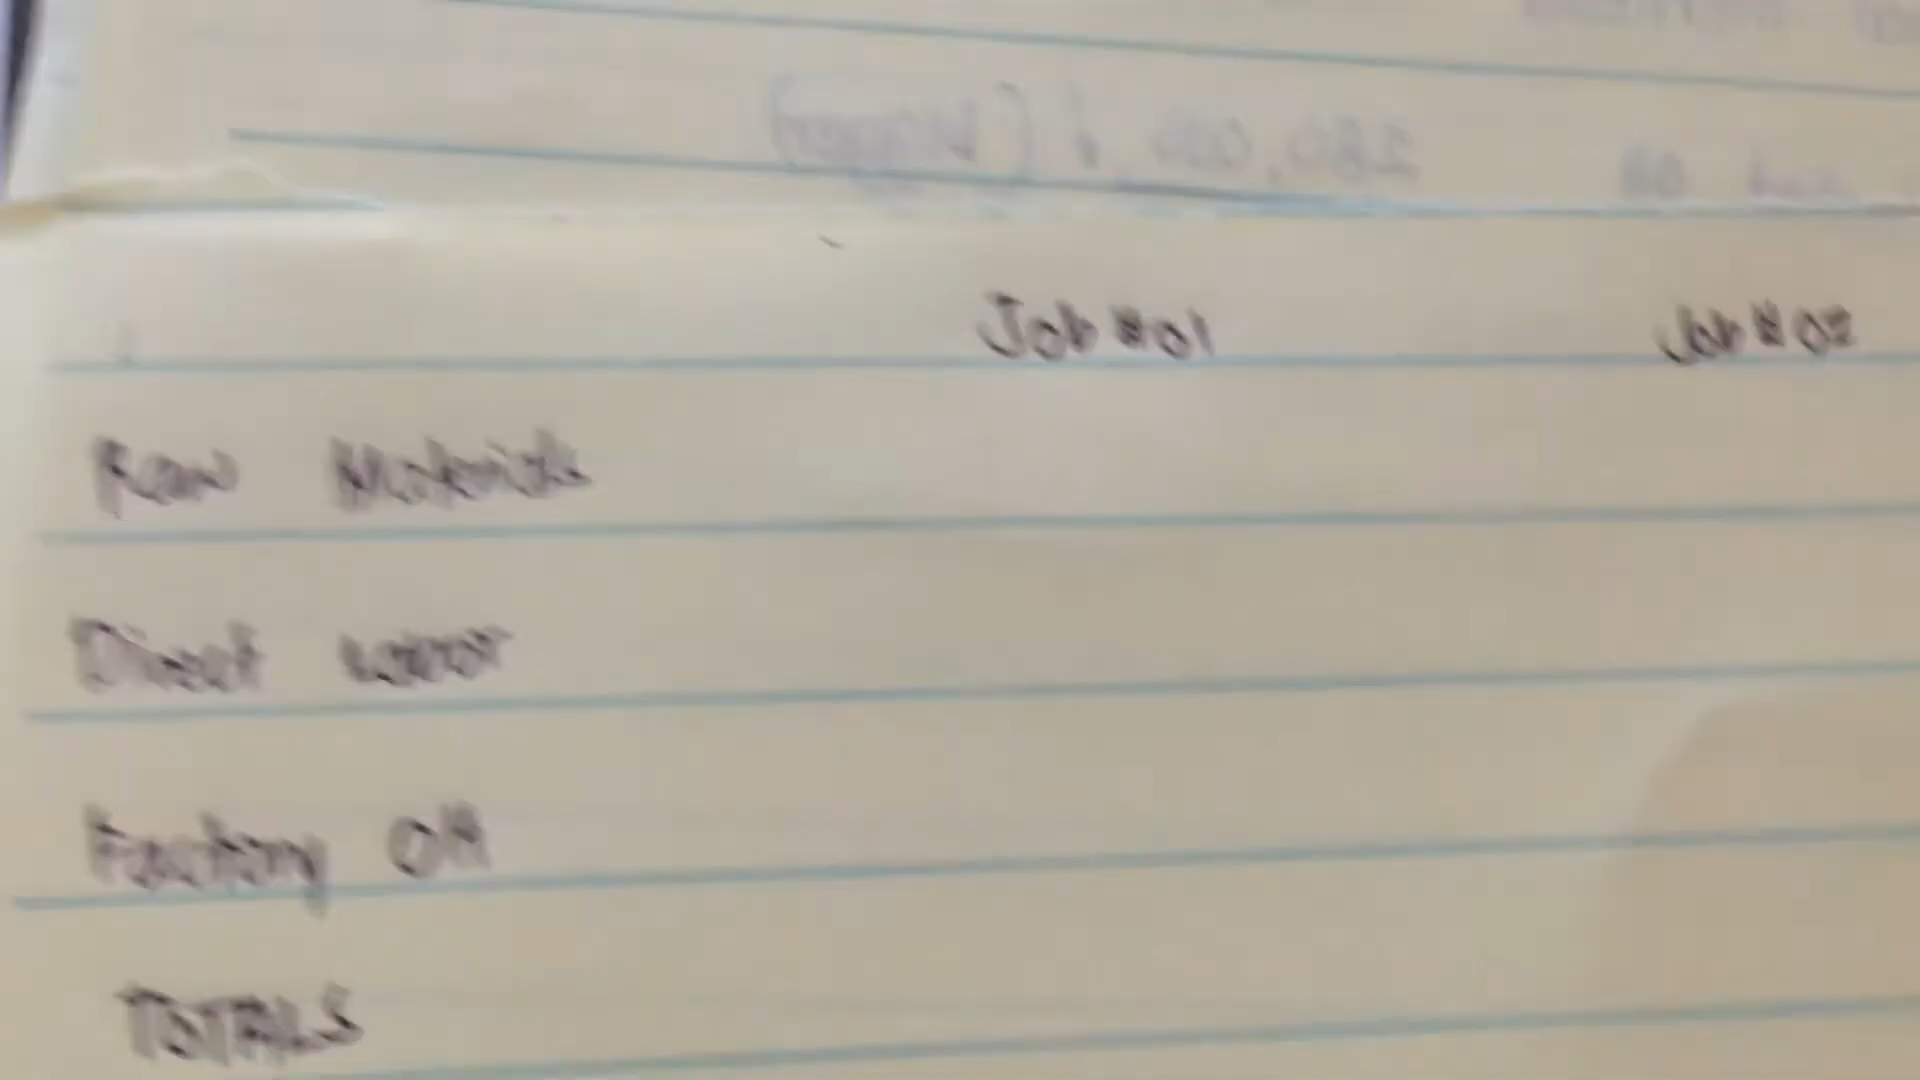 Job #01 Job #02
Raw Materials
Direct Labor
Factory OH
TOTALS